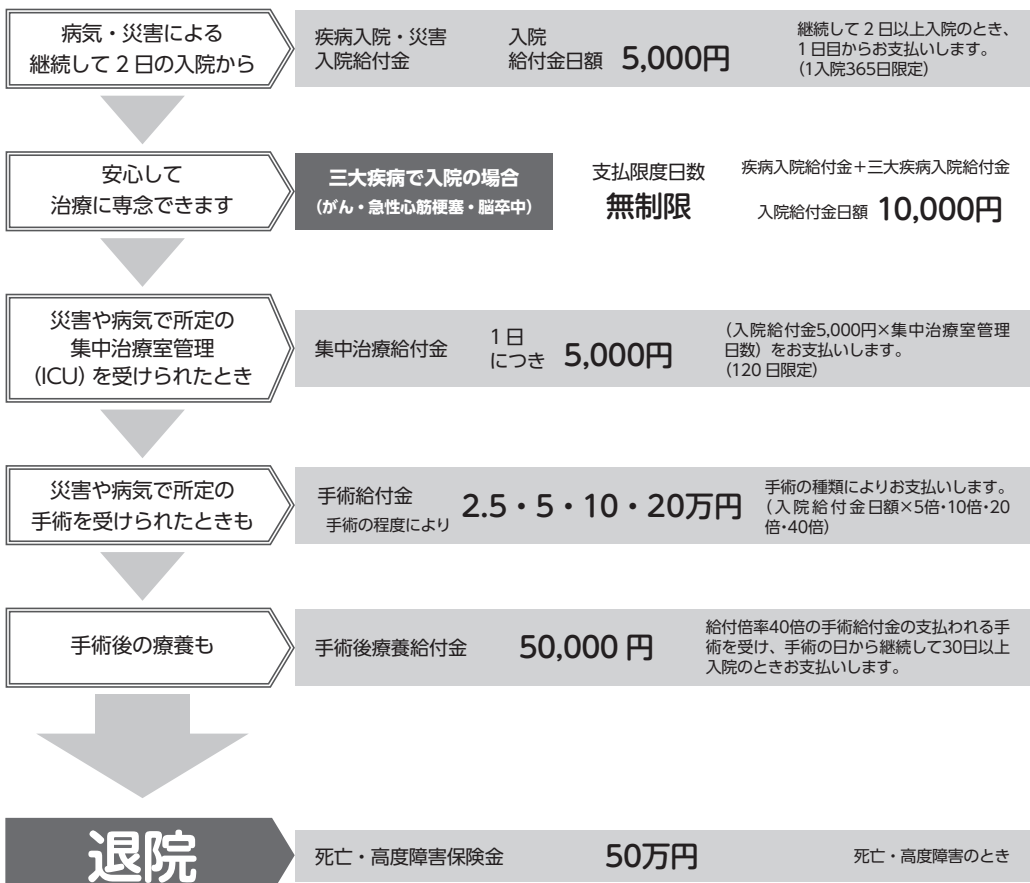 病気・災害による
継続して 2 日の入院から
疾病入院・災害
入院給付金
入院
給付金日額 5,000円
継続して 2 日以上入院のとき、
1 日目からお支払いします。
(1入院365日限定)
安心して
治療に専念できます
三大疾病で入院の場合
(がん・急性心筋梗塞・脳卒中)
支払限度日数
無制限
疾病入院給付金+三大疾病入院給付金
入院給付金日額 10,000円
災害や病気で所定の
集中治療室管理
(ICU) を受けられたとき
集中治療給付金
1 日
につき 5,000円
(入院給付金5,000円×集中治療室管理
日数) をお支払いします。
(120 日限定)
災害や病気で所定の
手術を受けられたときも
手術給付金
手術の程度により
2.5・5・10・20万円
手術の種類によりお支払いします。
(入院給付金日額×5倍・10倍・20
倍・40倍)
手術後の療養も
手術後療養給付金
50,000 円
給付倍率40倍の手術給付金の支払われる手
術を受け、手術の日から継続して30日以上
入院のときお支払いします。
退院
死亡・高度障害保険金
50万円
死亡・高度障害のとき